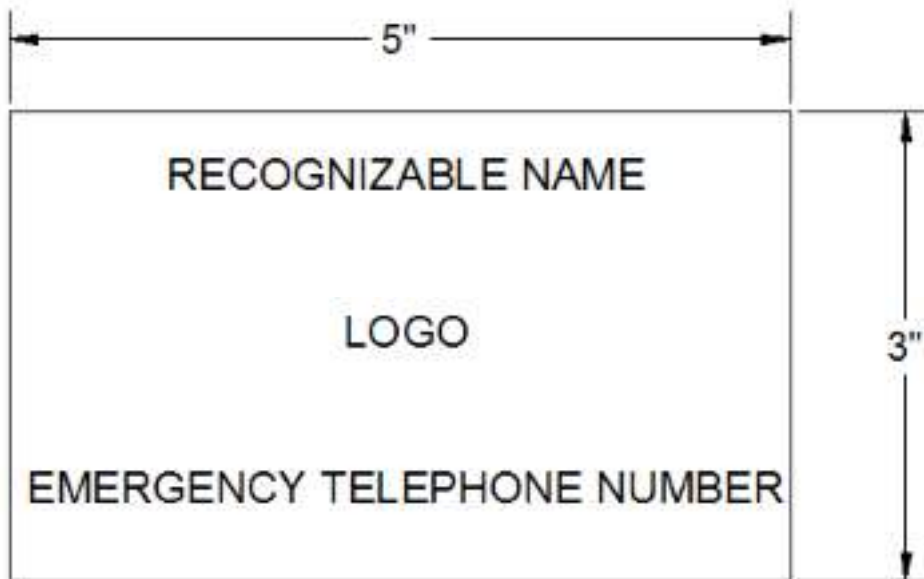 5"
RECOGNIZABLE NAME
LOGO
3"
EMERGENCY TELEPHONE NUMBER